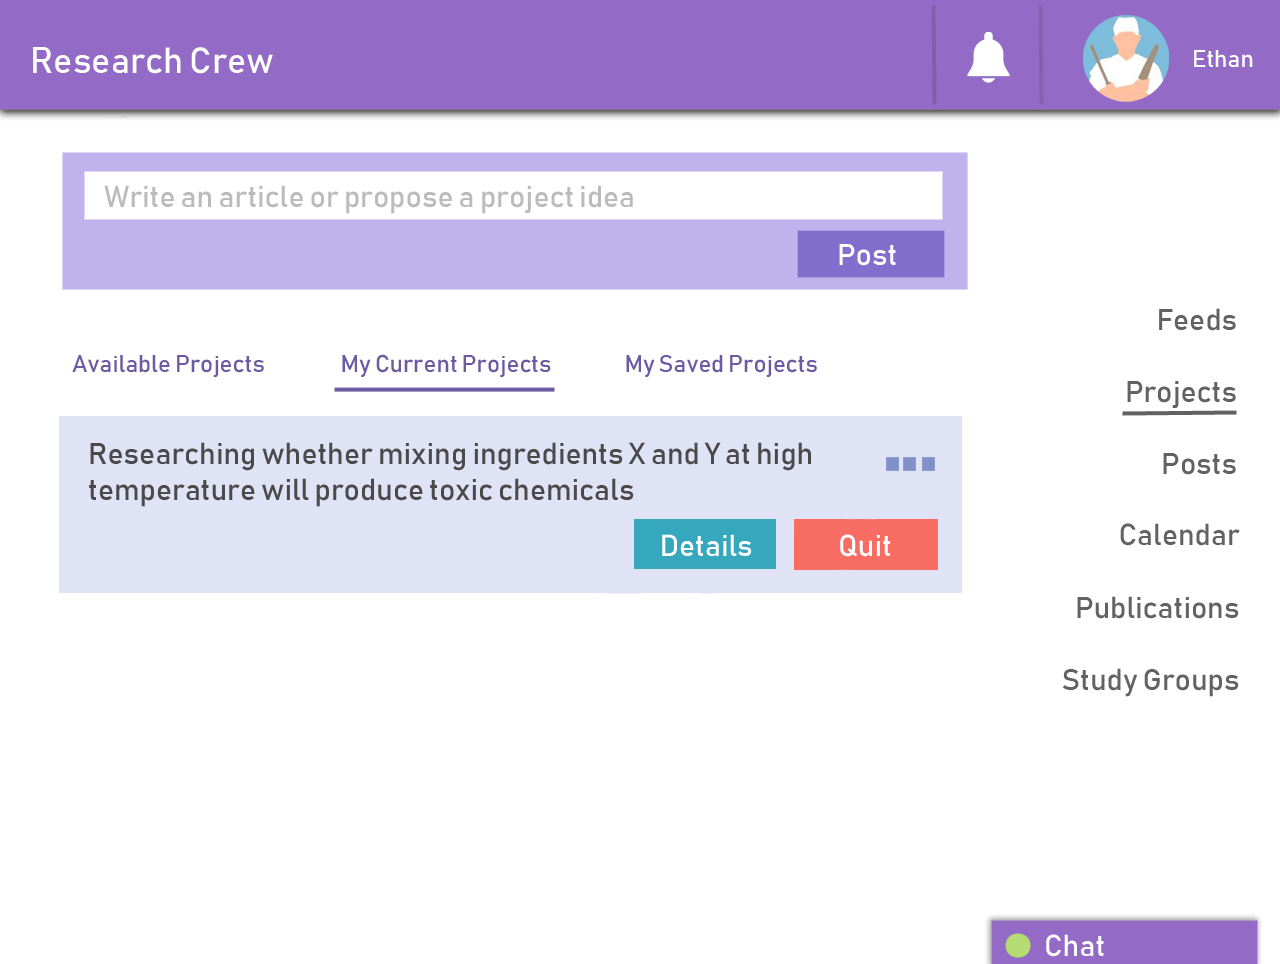 Research Crew
Ethan
Write an article or propose a project idea
Post
Available Projects
My Current Projects
My Saved Projects
Researching whether mixing ingredients X and Y at high
temperature will produce toxic chemicals
Details
Quit
Feeds
Projects
Posts
Calendar
Publications
Study Groups
Chat